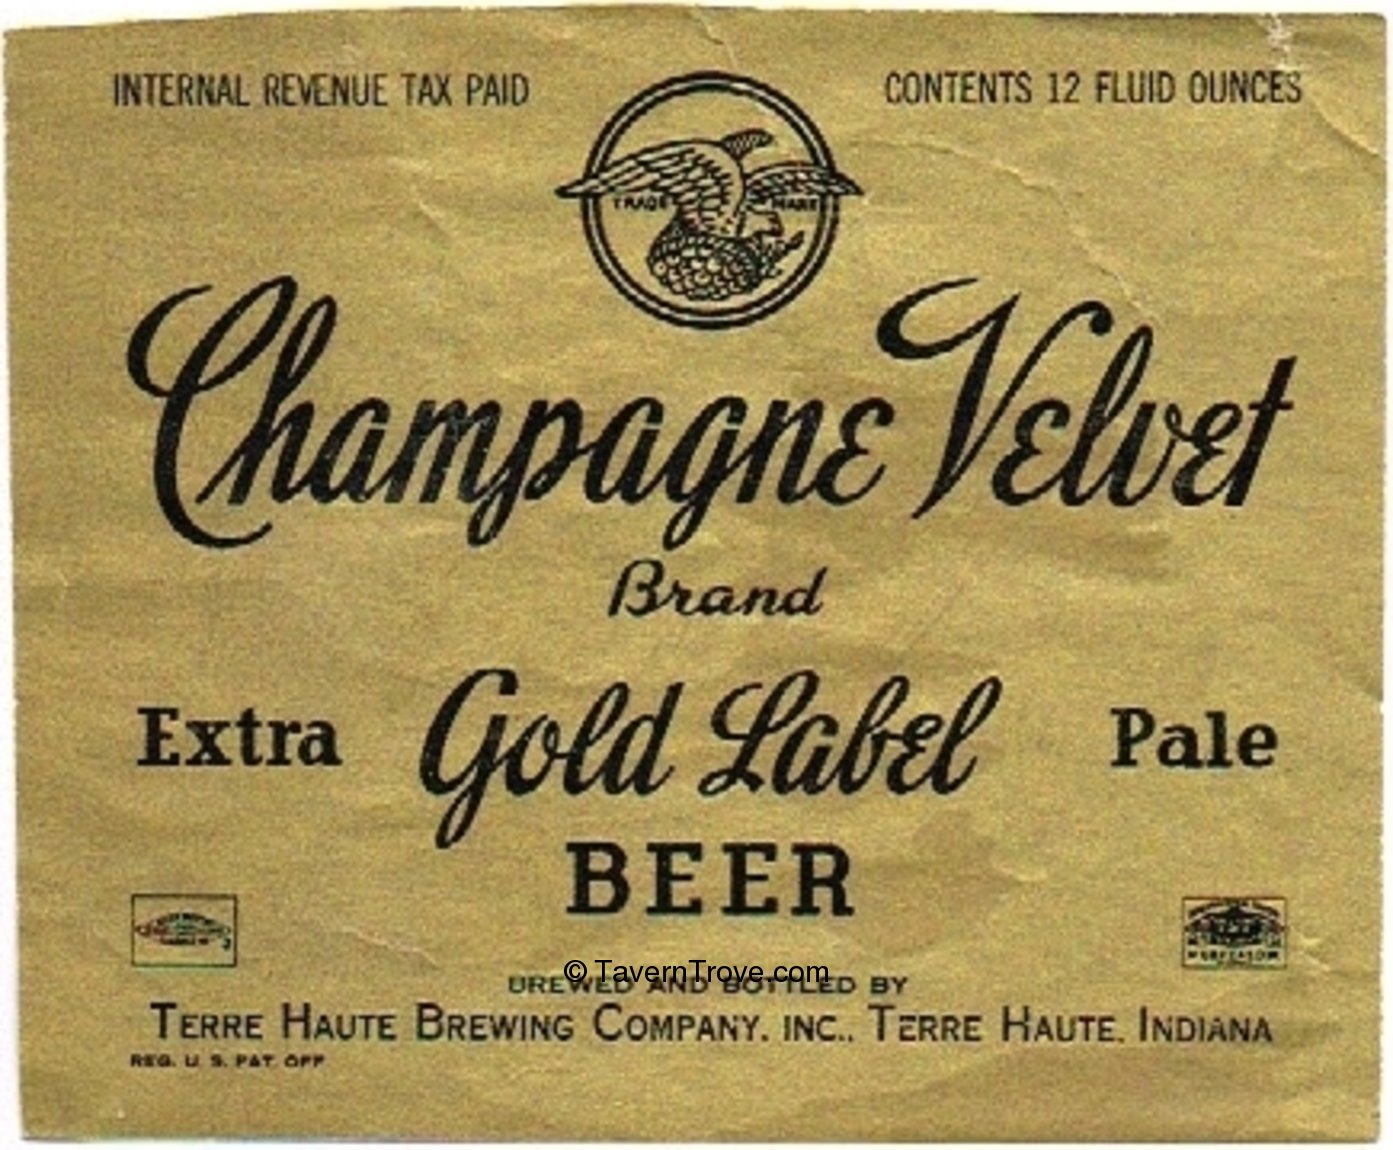 INTERNAL REVENUE TAX PAID
CONTENTS 12 FLUID OUNCES
TRADE MARK
Champagne Velvet
Brand
Extra
Gold Label
Pale
BEER
© TavernTrove.com
BREWED AND BOTTLED BY
TERRE HAUTE BREWING COMPANY, INC., TERRE HAUTE, INDIANA
REG. U. S. PAT. OFF